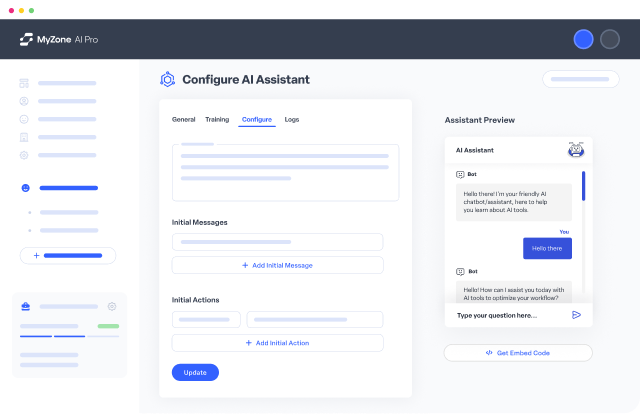 MyZone AI Pro
Configure AI Assistant
General Training Configure Logs
Initial Messages
+ Add Initial Message
Initial Actions
+ Add Initial Action
Update
Assistant Preview
AI Assistant
Bot
Hello there! I'm your friendly AI
chatbot/assistant, here to help
you learn about AI tools.
You
Hello there
Bot
Hello! How can I assist you today with
AI tools to optimize your workflow?
Type your question here...
</> Get Embed Code